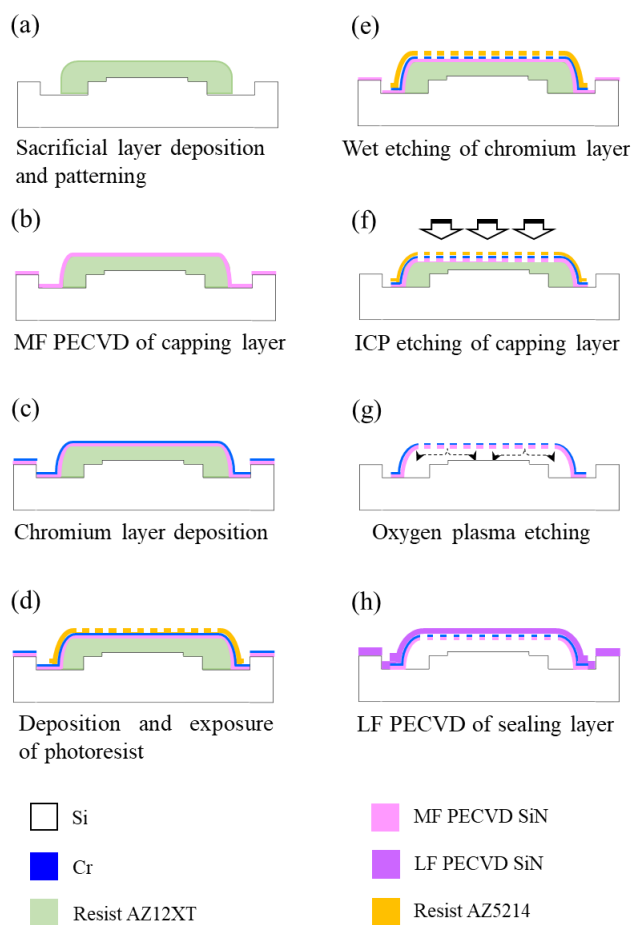 (a)
Sacrificial layer deposition
and patterning
(b)
MF PECVD of capping layer
(c)
Chromium layer deposition
(d)
Deposition and exposure
of photoresist
(e)
Wet etching of chromium layer
(f)
ICP etching of capping layer
(g)
Oxygen plasma etching
(h)
LF PECVD of sealing layer
Si
Cr
Resist AZ12XT
MF PECVD SiN
LF PECVD SiN
Resist AZ5214